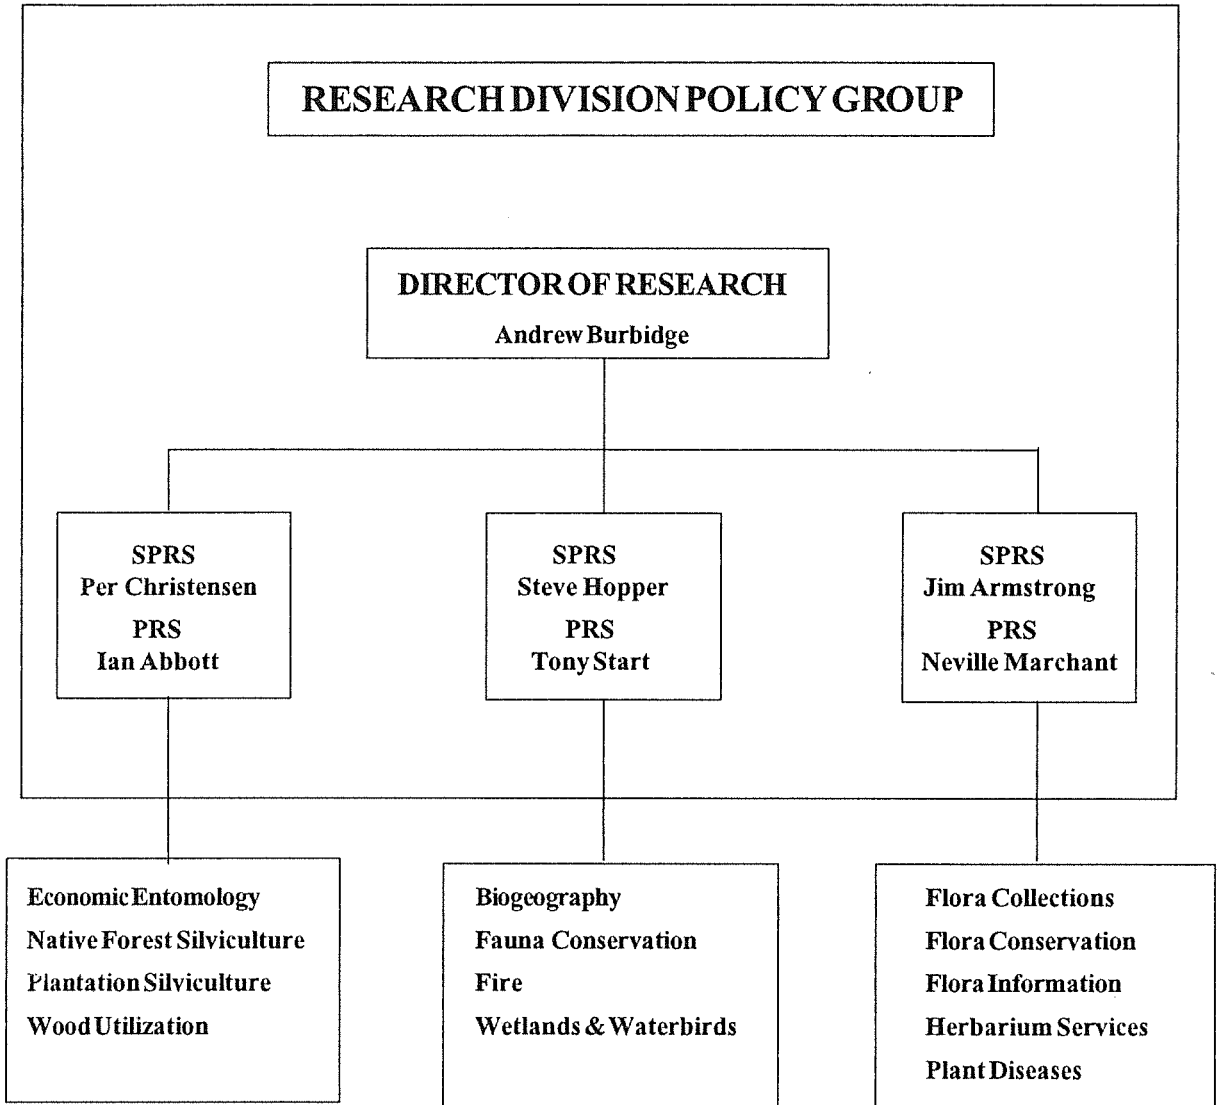 RESEARCH DIVISION POLICY GROUP
DIRECTOR OF RESEARCH
Andrew Burbidge
SPRS
Per Christensen
PRS
Ian Abbott
SPRS
Steve Hopper
PRS
Tony Start
SPRS
Jim Armstrong
PRS
Neville Marchant
Economic Entomology
Native Forest Silviculture
Plantation Silviculture
Wood Utilization
Biogeography
Fauna Conservation
Fire
Wetlands & Waterbirds
Flora Collections
Flora Conservation
Flora Information
Herbarium Services
Plant Diseases